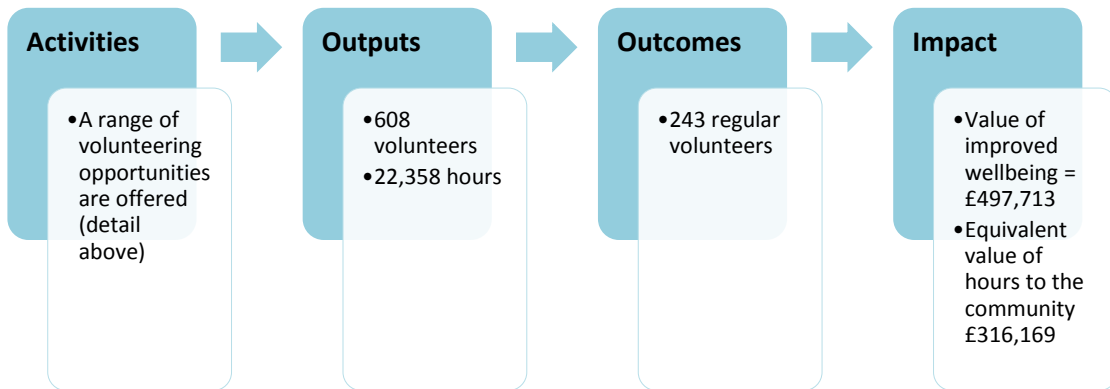 Activities
•A range of
volunteering
opportunities
are offered
(detail
above)
Outputs
•608
volunteers
•22,358 hours
Outcomes
•243 regular
volunteers
Impact
•Value of
improved
wellbeing =
£497,713
•Equivalent
value of
hours to the
community
£316,169